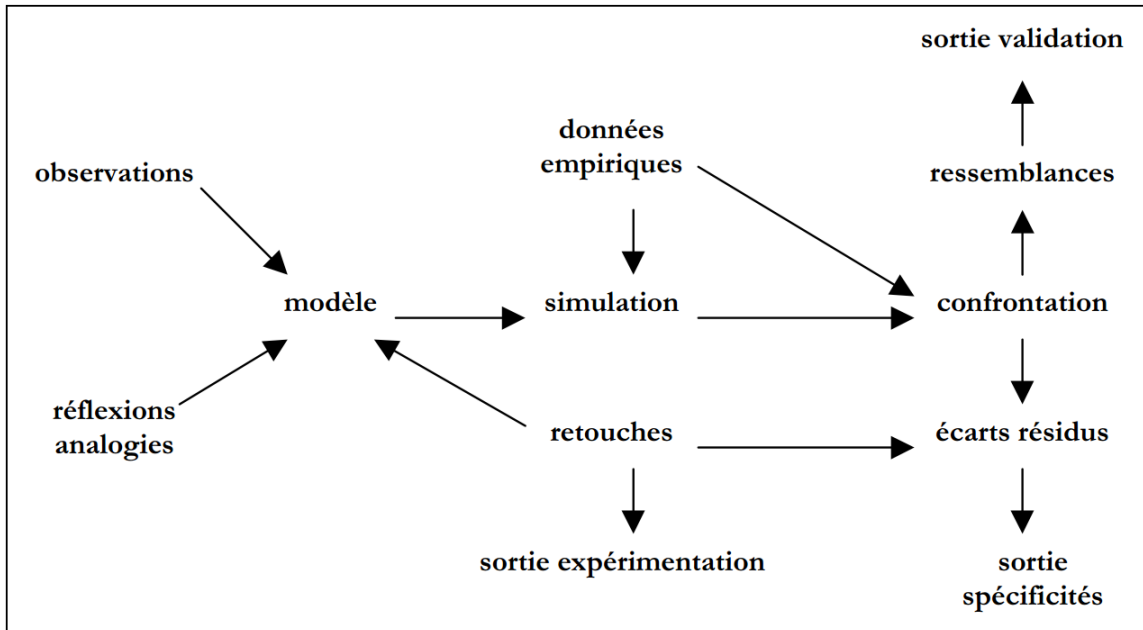 sortie validation
données
empiriques
observations
ressemblances
modèle
simulation
confrontation
réflexions
analogies
retouches
écarts résidus
sortie expérimentation
sortie
spécificités